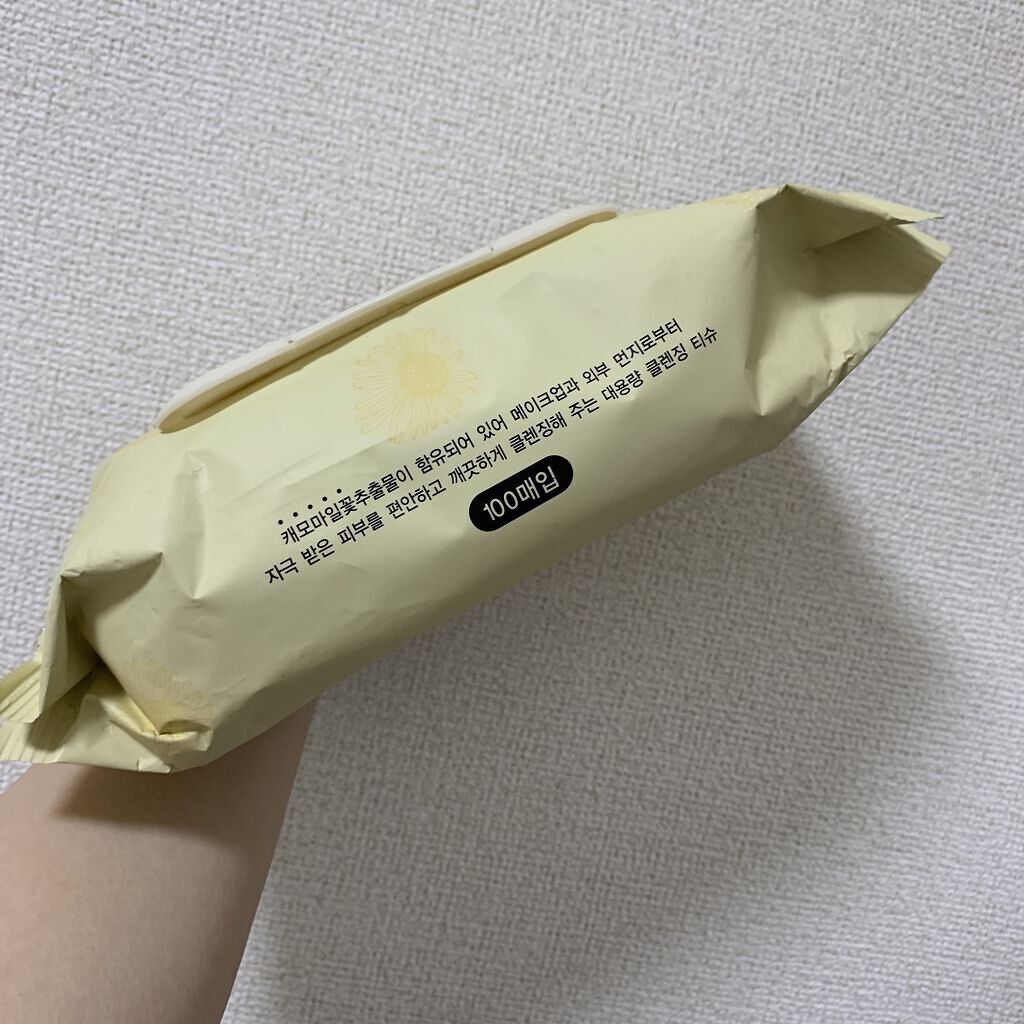 캐모마일꽃추출물이 함유되어 있어 메이크업과 외부 먼지로부터
자극 받은 피부를 편안하고 깨끗하게 클렌징해 주는 대용량 클렌징 티슈
100매입